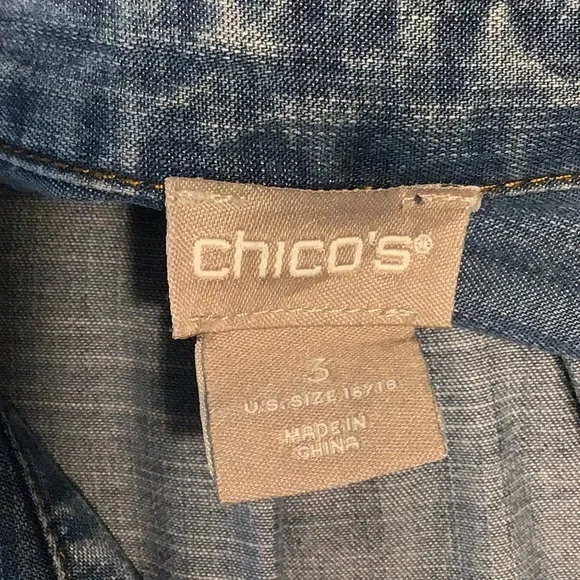 chico's®
3
U.S. SIZE 16/18
MADE IN
CHINA